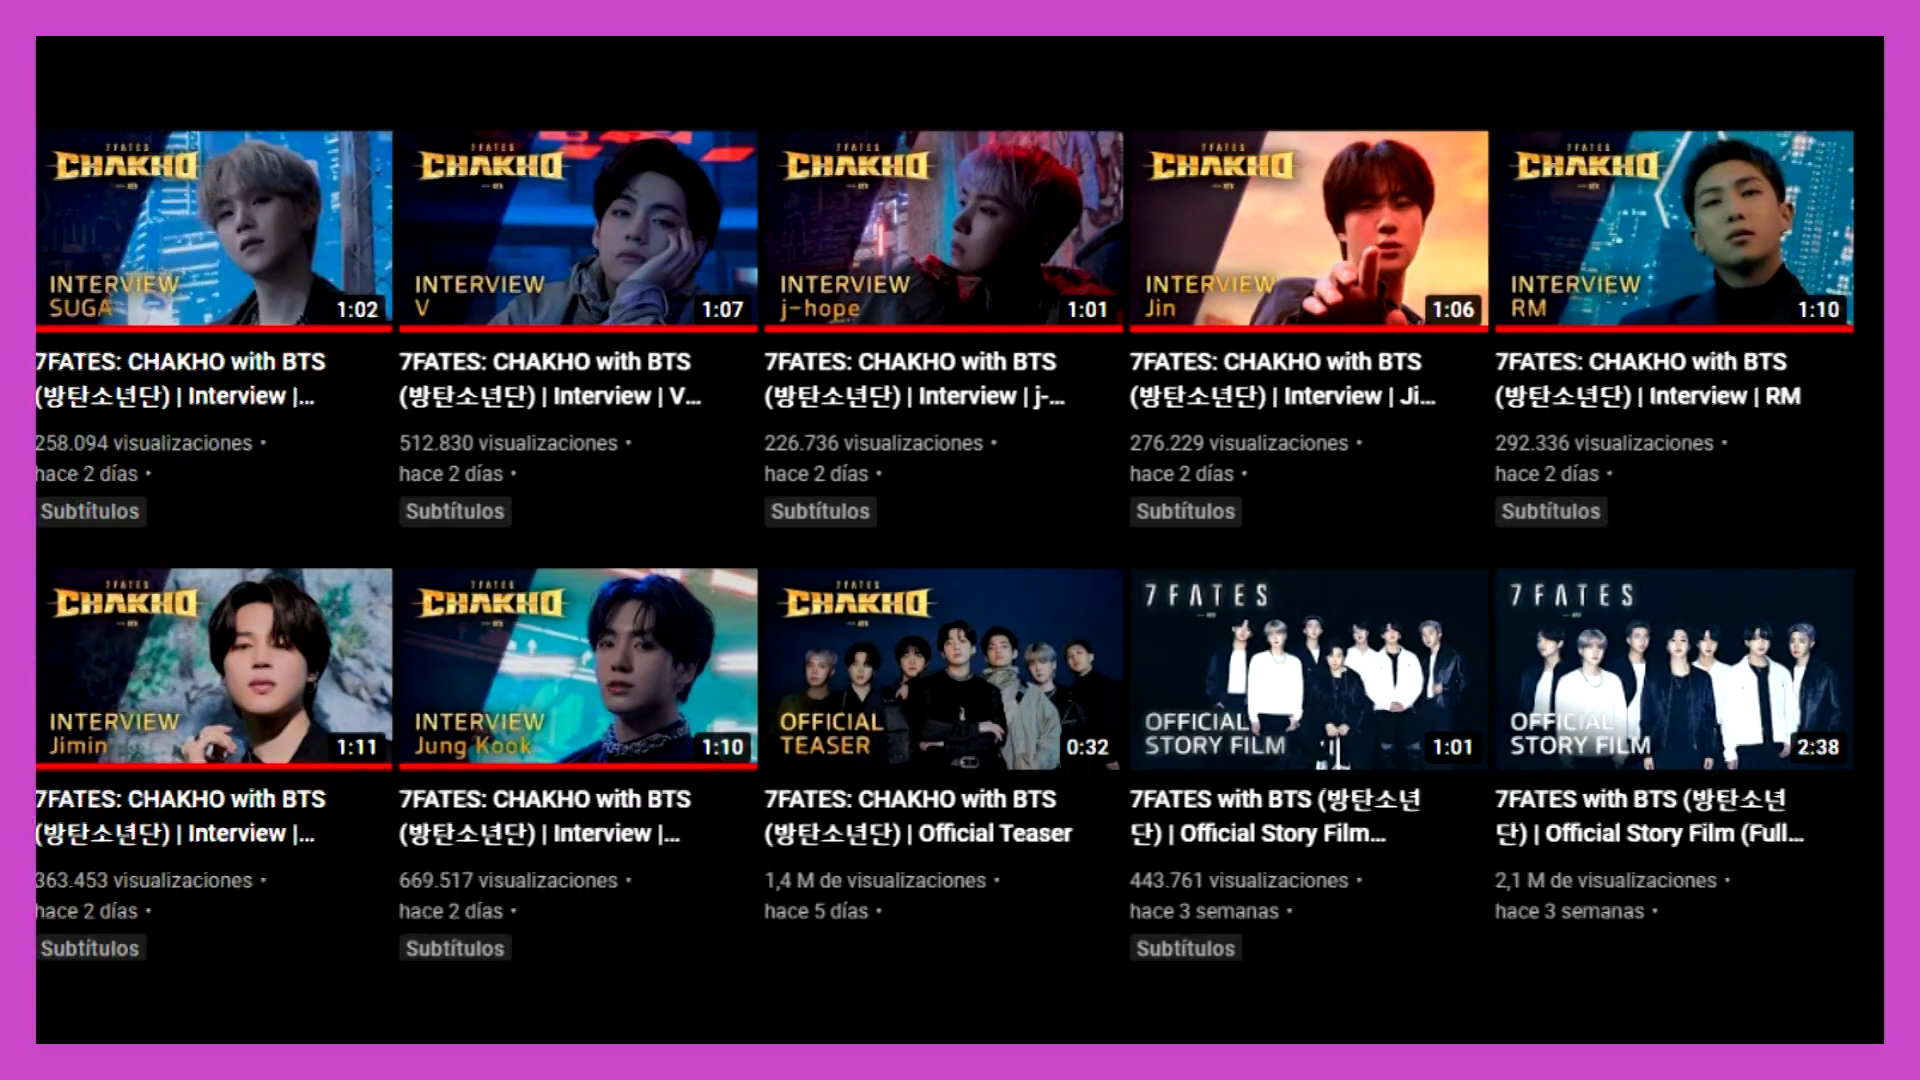 7FATES
CHAKHO
INTERVIEW
SUGA
1:02
7FATES: CHAKHO with BTS
(방탄소년단) | Interview |...
258.094 visualizaciones •
hace 2 días •
Subtítulos
7FATES
CHAKHO
INTERVIEW
V
1:07
7FATES: CHAKHO with BTS
(방탄소년단) | Interview | V...
512.830 visualizaciones •
hace 2 días •
Subtítulos
7FATES
CHAKHO
INTERVIEW
j-hope
1:01
7FATES: CHAKHO with BTS
(방탄소년단) | Interview | j-...
226.736 visualizaciones •
hace 2 días •
Subtítulos
7FATES
CHAKHO
INTERVIEW
Jin
1:06
7FATES: CHAKHO with BTS
(방탄소년단) | Interview | Ji...
276.229 visualizaciones •
hace 2 días •
Subtítulos
7FATES
CHAKHO
INTERVIEW
RM
1:10
7FATES: CHAKHO with BTS
(방탄소년단) | Interview | RM
292.336 visualizaciones •
hace 2 días •
Subtítulos
7FATES
CHAKHO
INTERVIEW
Jimin
1:11
7FATES: CHAKHO with BTS
(방탄소년단) | Interview |...
363.453 visualizaciones •
hace 2 días •
Subtítulos
7FATES
CHAKHO
INTERVIEW
Jung Kook
1:10
7FATES: CHAKHO with BTS
(방탄소년단) | Interview |...
669.517 visualizaciones •
hace 2 días •
Subtítulos
7FATES
CHAKHO
OFFICIAL
TEASER
0:32
7FATES: CHAKHO with BTS
(방탄소년단) | Official Teaser
1,4 M de visualizaciones •
hace 5 días •
7FATES
OFFICIAL
STORY FILM
1:01
7FATES with BTS (방탄소년
단) | Official Story Film...
443.761 visualizaciones •
hace 3 semanas •
Subtítulos
7FATES
OFFICIAL
STORY FILM
2:38
7FATES with BTS (방탄소년
단) | Official Story Film (Full...
2,1 M de visualizaciones •
hace 3 semanas •